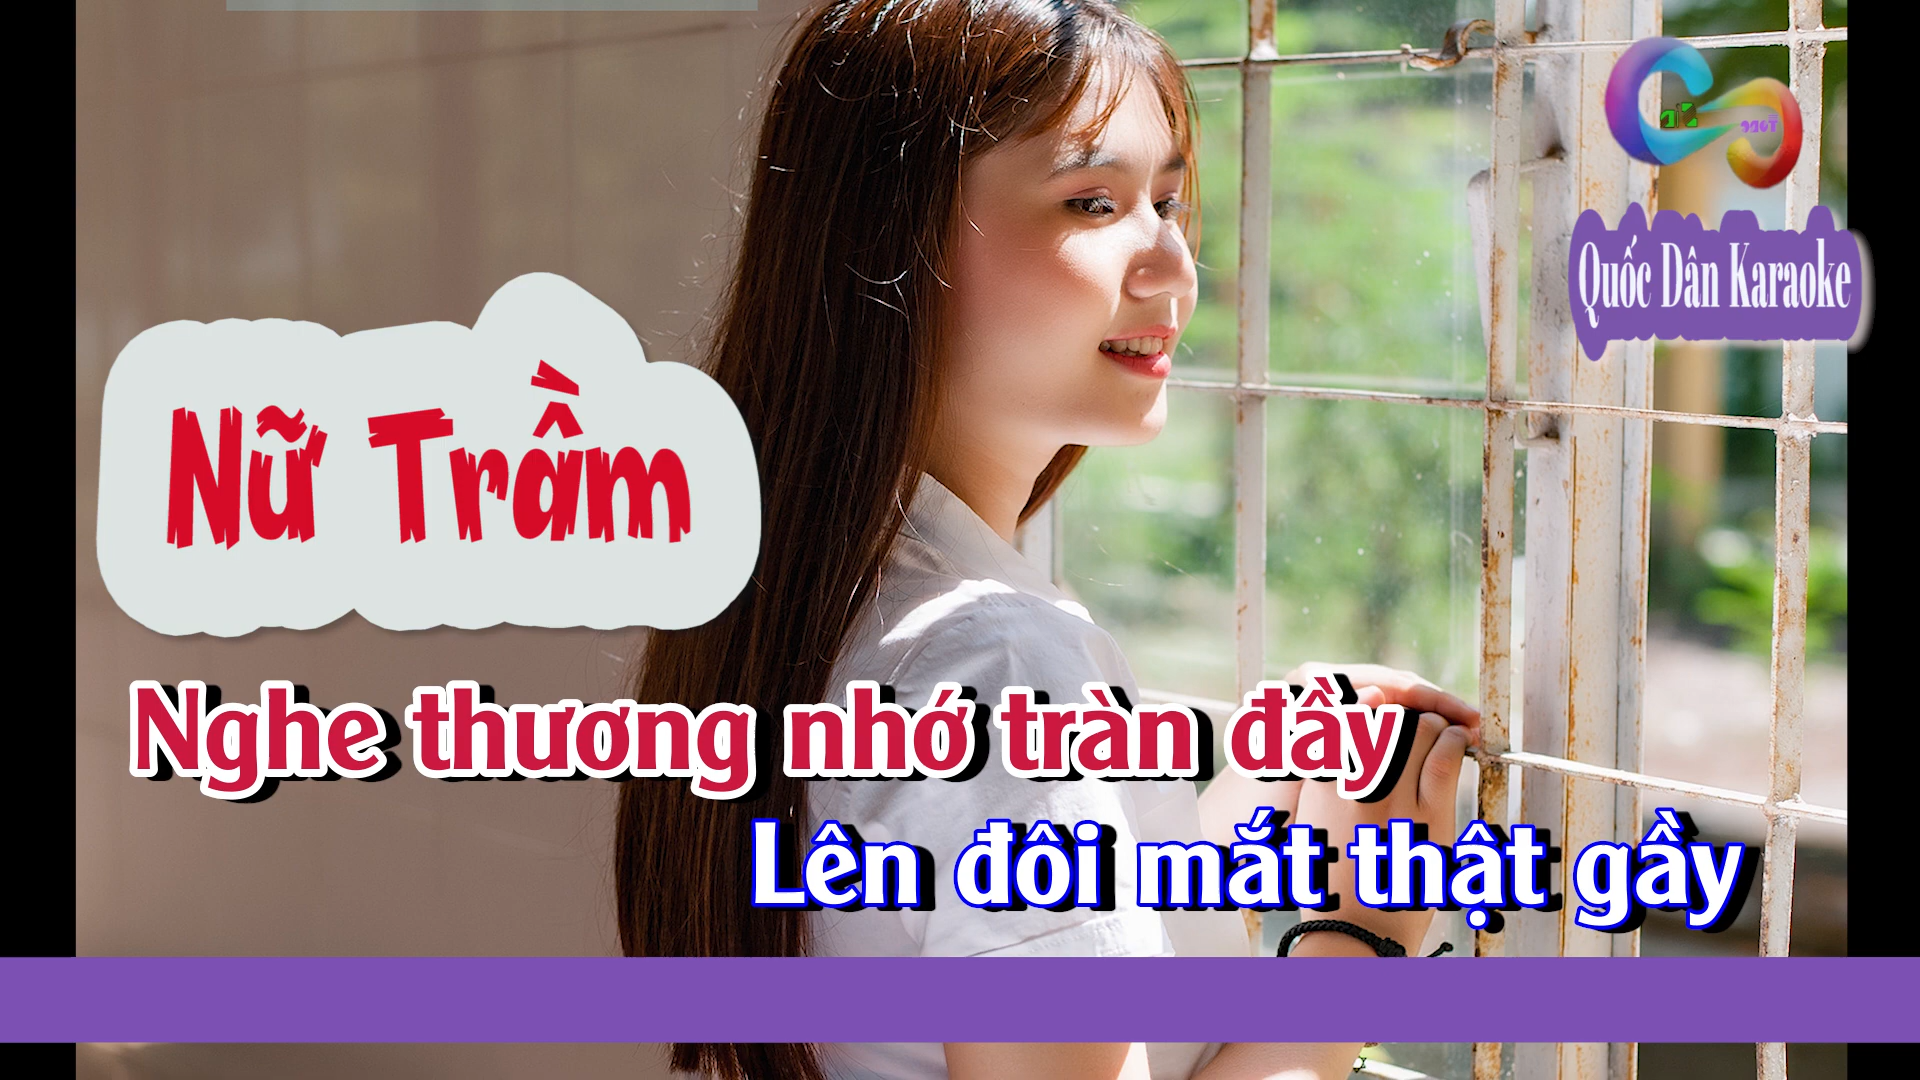 Quốc Dân Karaoke
Nữ Trầm
Nghe thương nhớ tràn đầy
Lên đôi mắt thật gầy